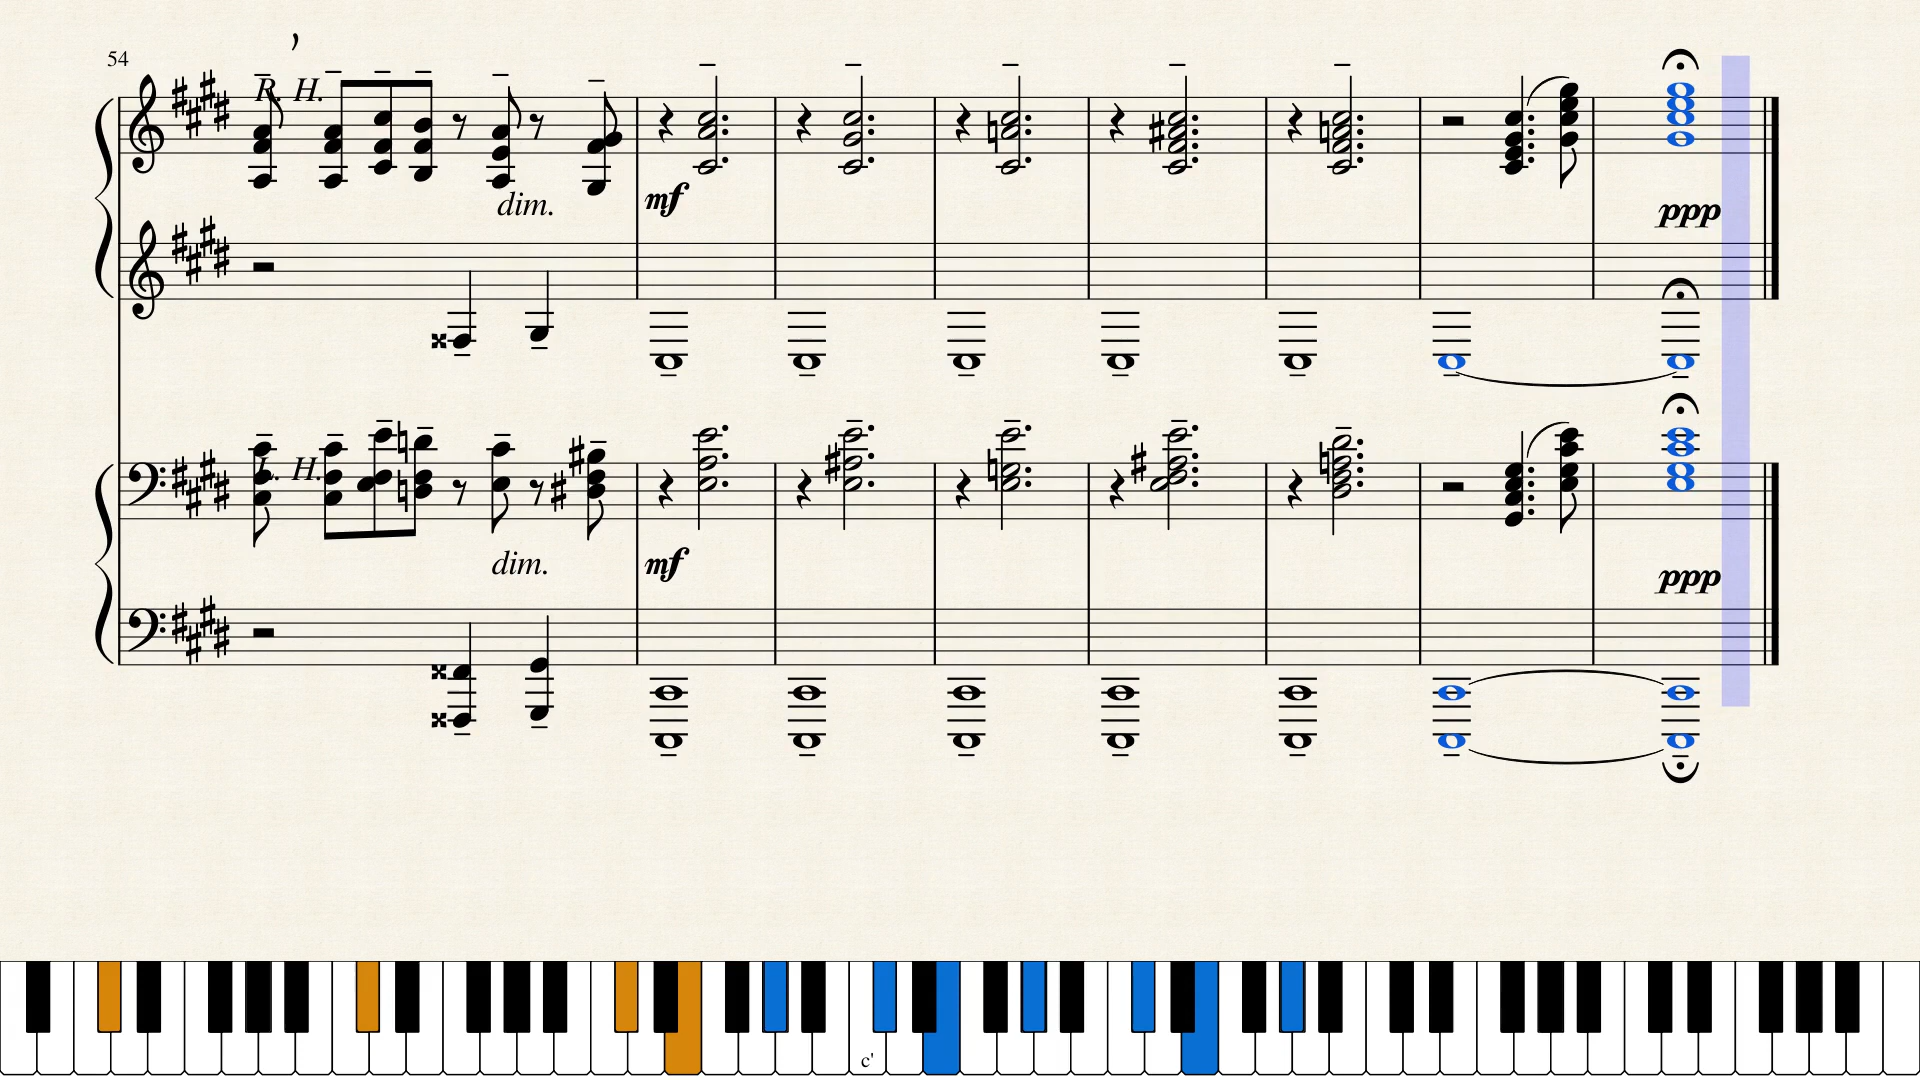 54
R. H.
dim.
mf
ppp
L. H.
dim.
mf
ppp
c'